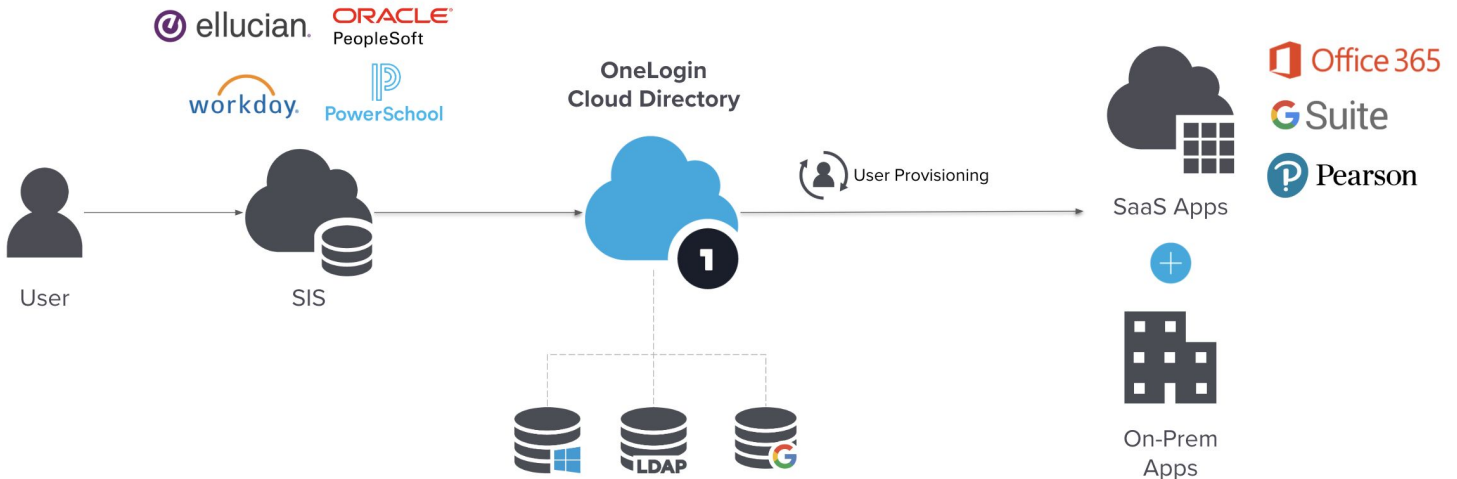 ellucian.
ORACLE®
PeopleSoft
workday.
PowerSchool
OneLogin
Cloud Directory
Office 365
G Suite
Pearson
User Provisioning
User
SIS
1
SaaS Apps
LDAP
G
On-Prem
Apps